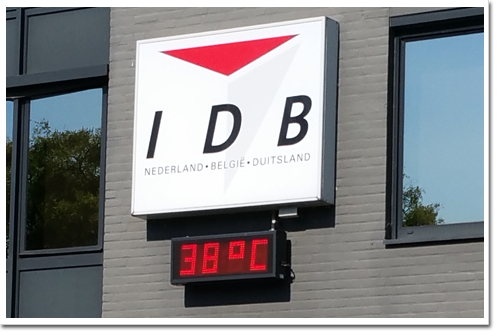 IDB
NEDERLAND • BELGIË • DUITSLAND
38°C